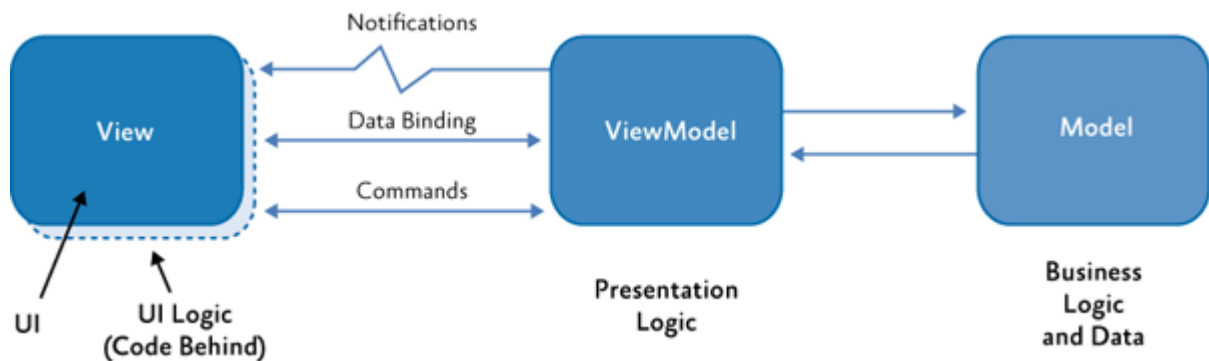 Notifications
View
Data Binding
ViewModel
Model
Commands
UI
UI Logic
(Code Behind)
Presentation
Logic
Business
Logic
and Data